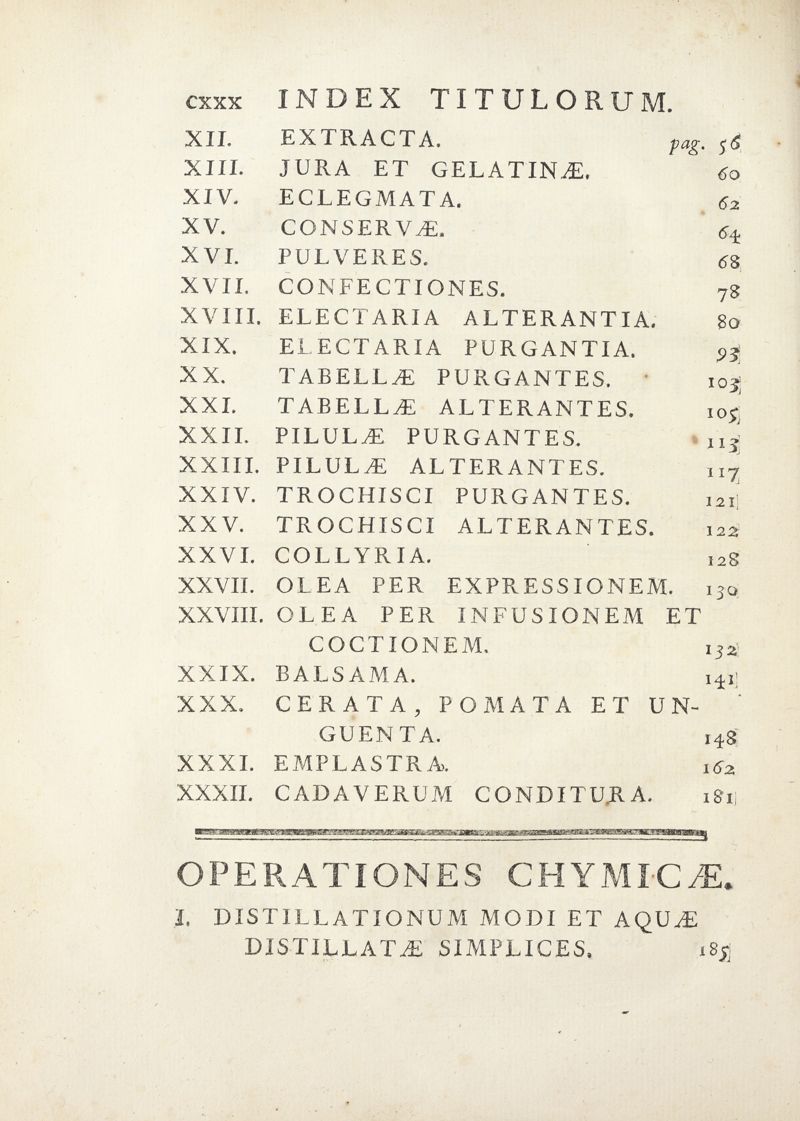 CXXX INDEX TITULORUM.
XII. EXTRACTA. pag. 56
XIII. JURA ET GELATINÆ. 60
XIV. ECLEGMATA. 62
XV. CONSERVÆ. 64
XVI. PULVERES. 68
XVII. CONFECTIONES. 78
XVIII. ELECTARIA ALTERANTIA. 80
XIX. ELECTARIA PURGANTIA. 93
XX. TABELLÆ PURGANTES. 103
XXI. TABELLÆ ALTERANTES. 105
XXII. PILULÆ PURGANTES. 113
XXIII. PILULÆ ALTERANTES. 117
XXIV. TROCHISCI PURGANTES. 121
XXV. TROCHISCI ALTERANTES. 122
XXVI. COLLYRIA. 128
XXVII. OLEA PER EXPRESSIONEM. 130
XXVIII. OLEA PER INFUSIONEM ET
COCTIONEM. 132
XXIX. BALSAMA. 141
XXX. CERATA, POMATA ET UN-
GUENTA. 148
XXXI. EMPLASTRA. 162
XXXII. CADAVERUM CONDITURA. 181
OPERATIONES CHYMICÆ.
I. DISTILLATIONUM MODI ET AQUÆ
DISTILLATÆ SIMPLICES. 185